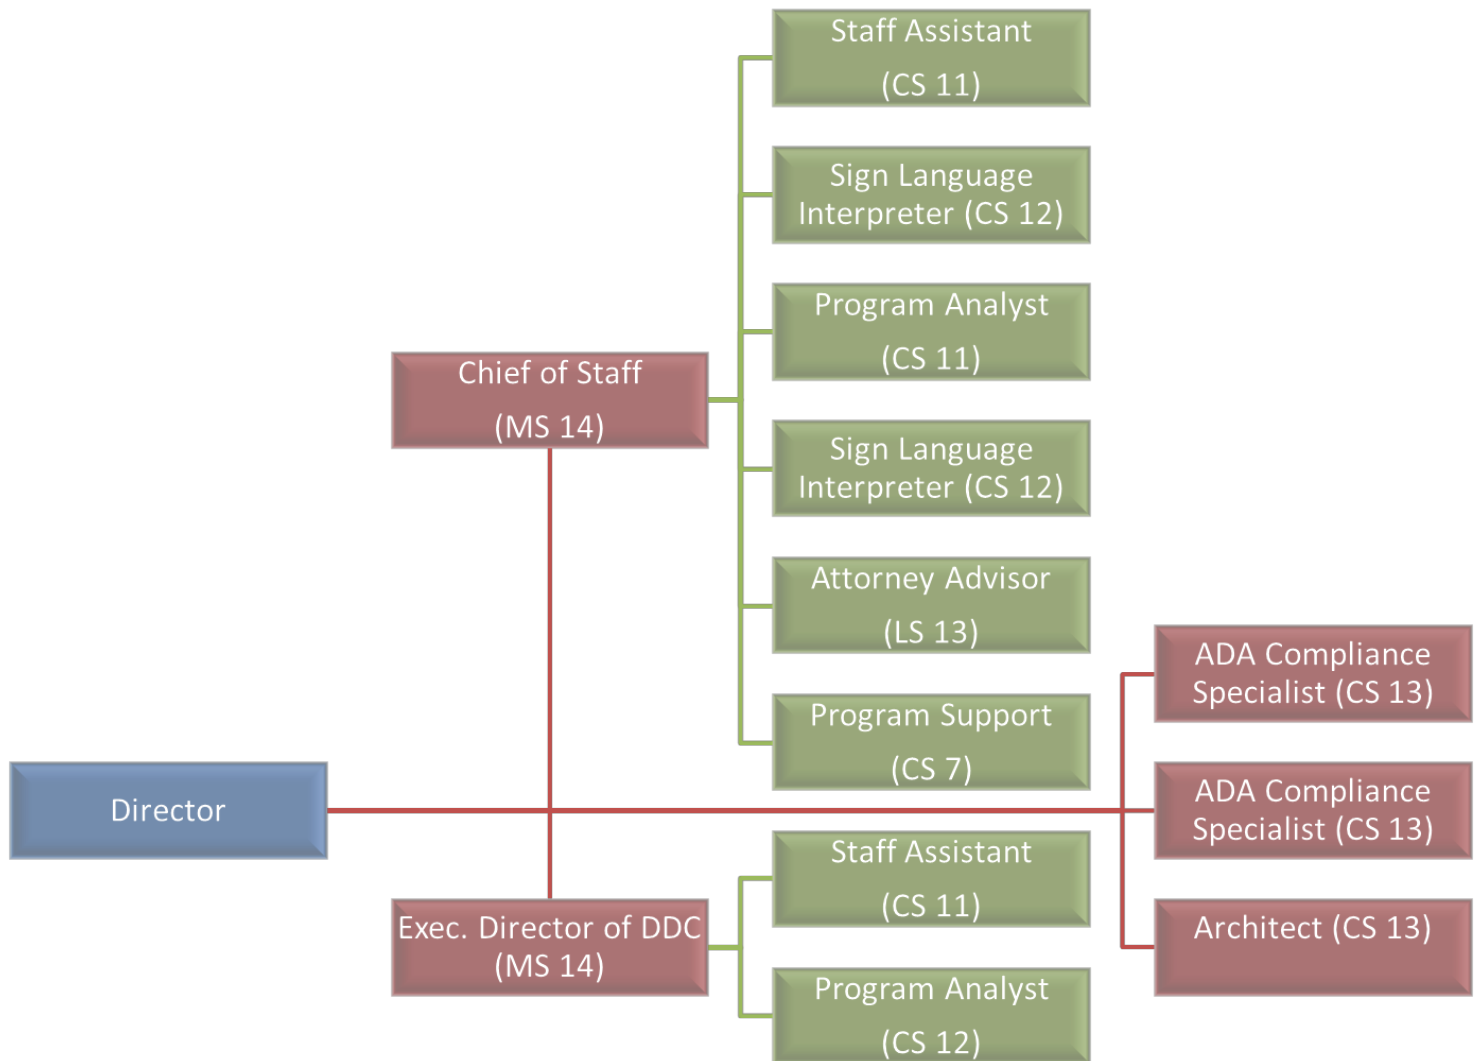 Staff Assistant
(CS 11)
Sign Language
Interpreter (CS 12)
Program Analyst
(CS 11)
Chief of Staff
(MS 14)
Sign Language
Interpreter (CS 12)
Attorney Advisor
(LS 13)
Program Support
(CS 7)
ADA Compliance
Specialist (CS 13)
Director
ADA Compliance
Specialist (CS 13)
Staff Assistant
(CS 11)
Exec. Director of DDC
(MS 14)
Architect (CS 13)
Program Analyst
(CS 12)